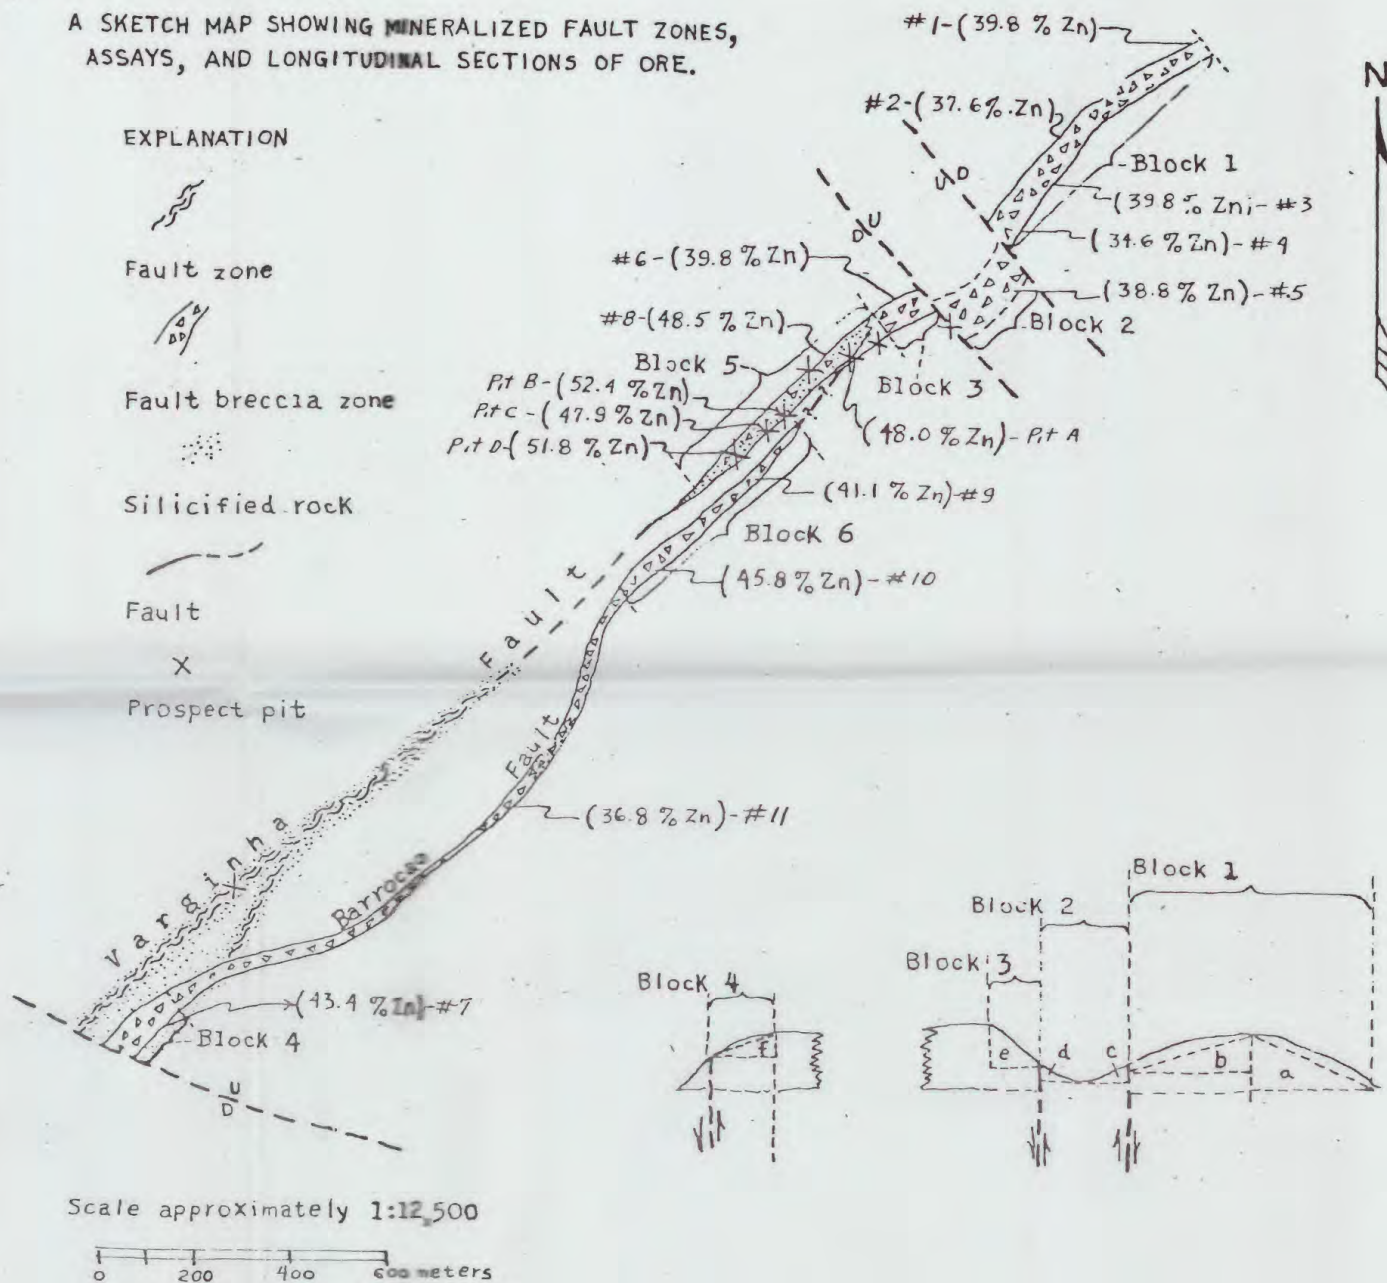 A SKETCH MAP SHOWING MINERALIZED FAULT ZONES,
ASSAYS, AND LONGITUDINAL SECTIONS OF ORE.
EXPLANATION
Fault zone
Fault breccia zone
Silicified rock
Fault
X
Prospect pit
N
#1-(39.8 % Zn)
#2-(37.6%.Zn)
Block 1
(39.8 % Zn)-#3
(34.6 % Zn)-#4
(38.8 % Zn)-#5
Block 2
U D
D U
#6-(39.8 % Zn)
#8-(48.5 % Zn)
Block 5
Block 3
Pit B-(52.4 % Zn)
Pit C-(47.9 % Zn)
Pit D-(51.8 % Zn)
(48.0 % Zn)-Pit A
(41.1 % Zn)-#9
Block 6
(45.8 % Zn)-#10
Varginha Fault
Barrocao Fault
(36.8 % Zn)-#11
(43.4 % Zn)-#7
Block 4
U
D
Block 1
Block 2
Block 3
Block 4
f
e d c b a
Scale approximately 1:12,500
0 200 400 600 meters